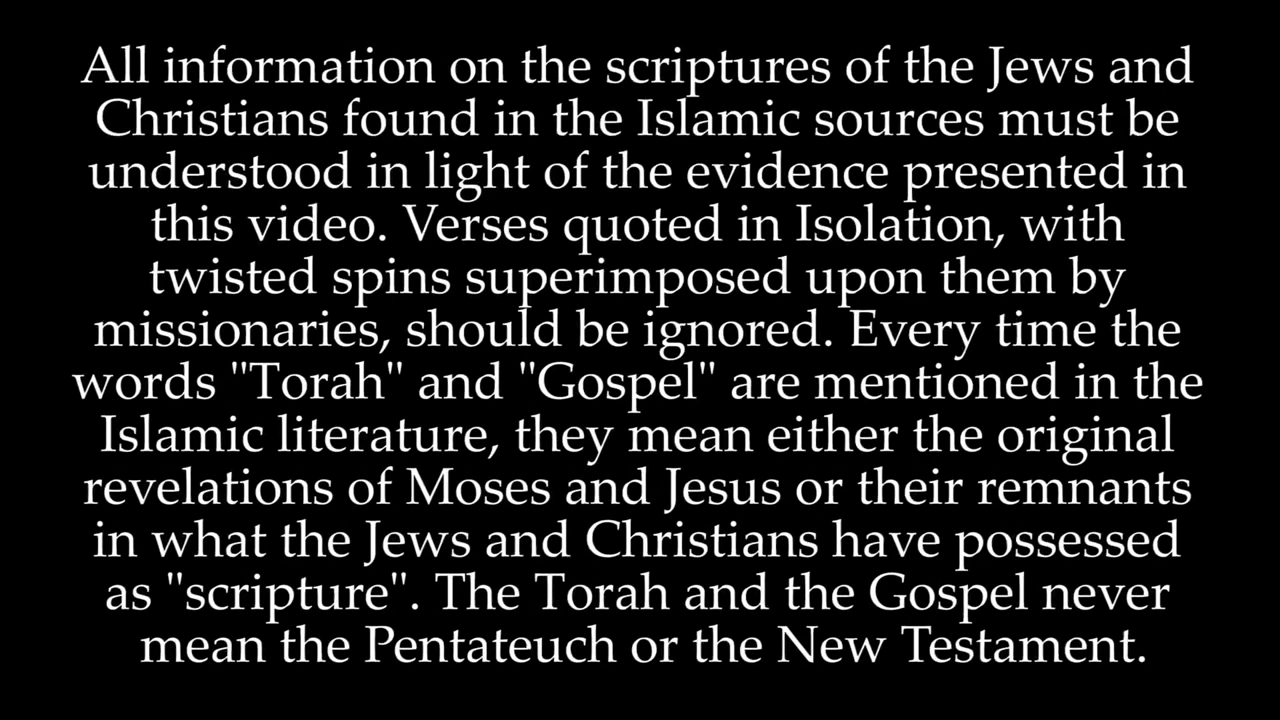 All information on the scriptures of the Jews and
Christians found in the Islamic sources must be
understood in light of the evidence presented in
this video. Verses quoted in Isolation, with
twisted spins superimposed upon them by
missionaries, should be ignored. Every time the
words "Torah" and "Gospel" are mentioned in the
Islamic literature, they mean either the original
revelations of Moses and Jesus or their remnants
in what the Jews and Christians have possessed
as "scripture". The Torah and the Gospel never
mean the Pentateuch or the New Testament.